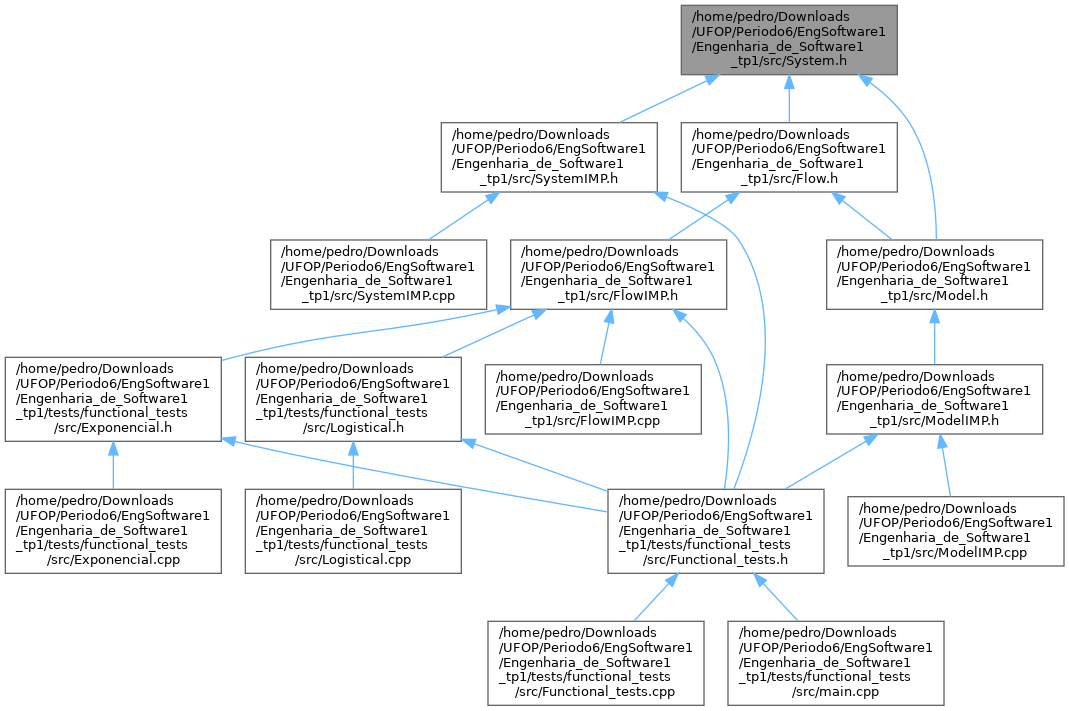 /home/pedro/Downloads
/UFOP/Periodo6/EngSoftware1
/Engenharia_de_Software1
_tp1/src/System.h
/home/pedro/Downloads
/UFOP/Periodo6/EngSoftware1
/Engenharia_de_Software1
_tp1/src/SystemIMP.h
/home/pedro/Downloads
/UFOP/Periodo6/EngSoftware1
/Engenharia_de_Software1
_tp1/src/Flow.h
/home/pedro/Downloads
/UFOP/Periodo6/EngSoftware1
/Engenharia_de_Software1
_tp1/src/SystemIMP.cpp
/home/pedro/Downloads
/UFOP/Periodo6/EngSoftware1
/Engenharia_de_Software1
_tp1/src/FlowIMP.h
/home/pedro/Downloads
/UFOP/Periodo6/EngSoftware1
/Engenharia_de_Software1
_tp1/src/Model.h
/home/pedro/Downloads
/UFOP/Periodo6/EngSoftware1
/Engenharia_de_Software1
_tp1/tests/functional_tests
/src/Exponencial.h
/home/pedro/Downloads
/UFOP/Periodo6/EngSoftware1
/Engenharia_de_Software1
_tp1/tests/functional_tests
/src/Logistical.h
/home/pedro/Downloads
/UFOP/Periodo6/EngSoftware1
/Engenharia_de_Software1
_tp1/src/FlowIMP.cpp
/home/pedro/Downloads
/UFOP/Periodo6/EngSoftware1
/Engenharia_de_Software1
_tp1/src/ModelIMP.h
/home/pedro/Downloads
/UFOP/Periodo6/EngSoftware1
/Engenharia_de_Software1
_tp1/tests/functional_tests
/src/Exponencial.cpp
/home/pedro/Downloads
/UFOP/Periodo6/EngSoftware1
/Engenharia_de_Software1
_tp1/tests/functional_tests
/src/Logistical.cpp
/home/pedro/Downloads
/UFOP/Periodo6/EngSoftware1
/Engenharia_de_Software1
_tp1/tests/functional_tests
/src/Functional_tests.h
/home/pedro/Downloads
/UFOP/Periodo6/EngSoftware1
/Engenharia_de_Software1
_tp1/src/ModelIMP.cpp
/home/pedro/Downloads
/UFOP/Periodo6/EngSoftware1
/Engenharia_de_Software1
_tp1/tests/functional_tests
/src/Functional_tests.cpp
/home/pedro/Downloads
/UFOP/Periodo6/EngSoftware1
/Engenharia_de_Software1
_tp1/tests/functional_tests
/src/main.cpp